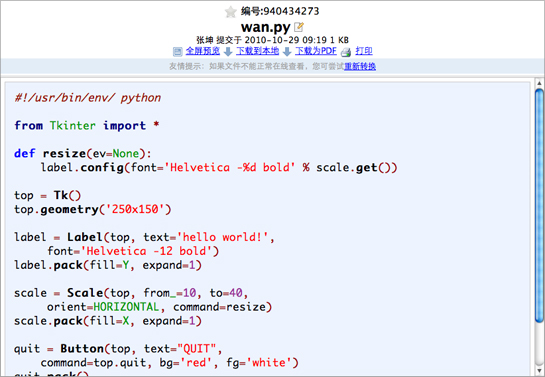 编号:940434273
wan.py
张坤 提交于 2010-10-29 09:19 1 KB
全屏预览 下载到本地 下载为PDF 打印
友情提示：如果文件不能正常在线查看，您可尝试重新转换
#!/usr/bin/env/ python
from Tkinter import *
def resize(ev=None):
    label.config(font='Helvetica -%d bold' % scale.get())
top = Tk()
top.geometry('250x150')
label = Label(top, text='hello world!',
     font='Helvetica -12 bold')
label.pack(fill=Y, expand=1)
scale = Scale(top, from_=10, to=40,
     orient=HORIZONTAL, command=resize)
scale.pack(fill=X, expand=1)
quit = Button(top, text="QUIT",
    command=top.quit, bg='red', fg='white')
quit.pack()